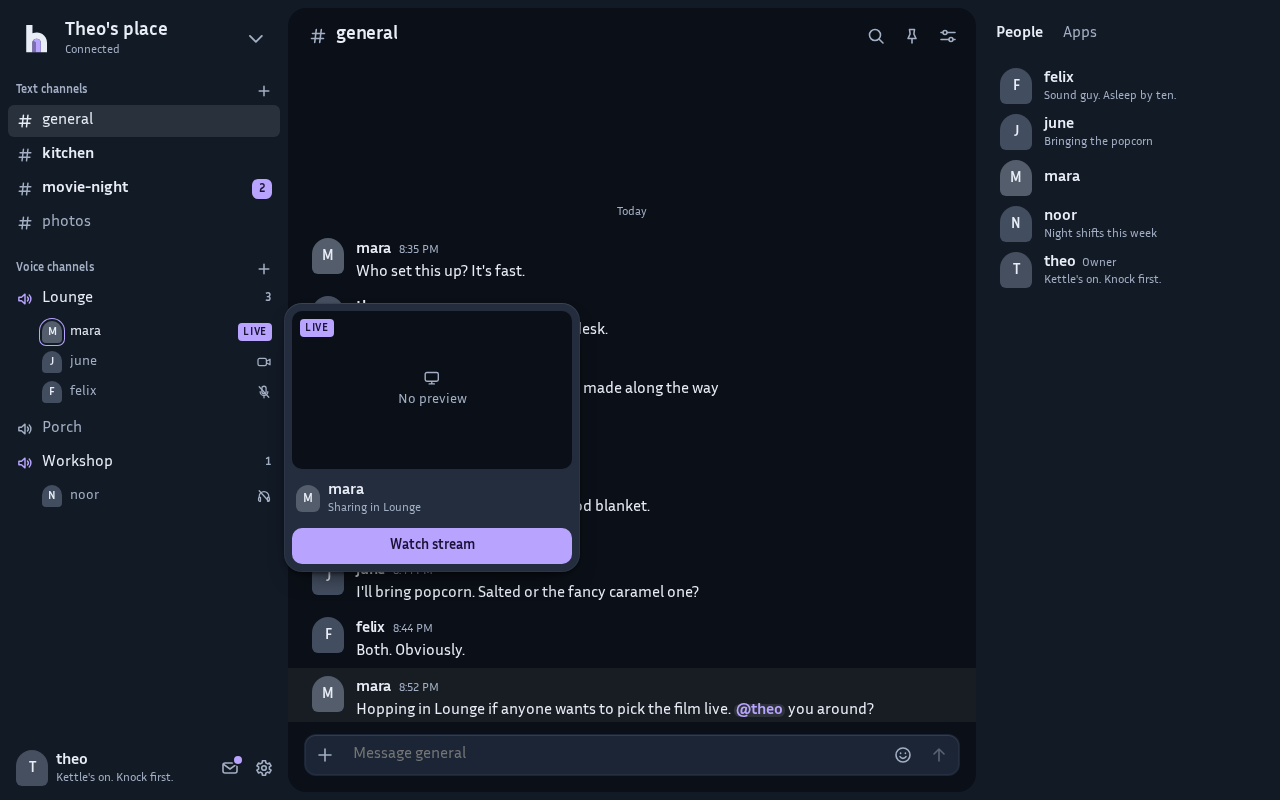 Theo's place
Connected
Text channels
general
kitchen
movie-night
2
photos
Voice channels
Lounge
3
M
mara
LIVE
J
june
F
felix
Porch
Workshop
1
N
noor
T
theo
Kettle's on. Knock first.
general
Today
M
mara 8:35 PM
Who set this up? It's fast.
desk.
made along the way
blanket.
LIVE
No preview
M
mara
Sharing in Lounge
Watch stream
I'll bring popcorn. Salted or the fancy caramel one?
F
felix 8:44 PM
Both. Obviously.
M
mara 8:52 PM
Hopping in Lounge if anyone wants to pick the film live. @theo you around?
Message general
People Apps
F
felix
Sound guy. Asleep by ten.
J
june
Bringing the popcorn
M
mara
N
noor
Night shifts this week
T
theo Owner
Kettle's on. Knock first.